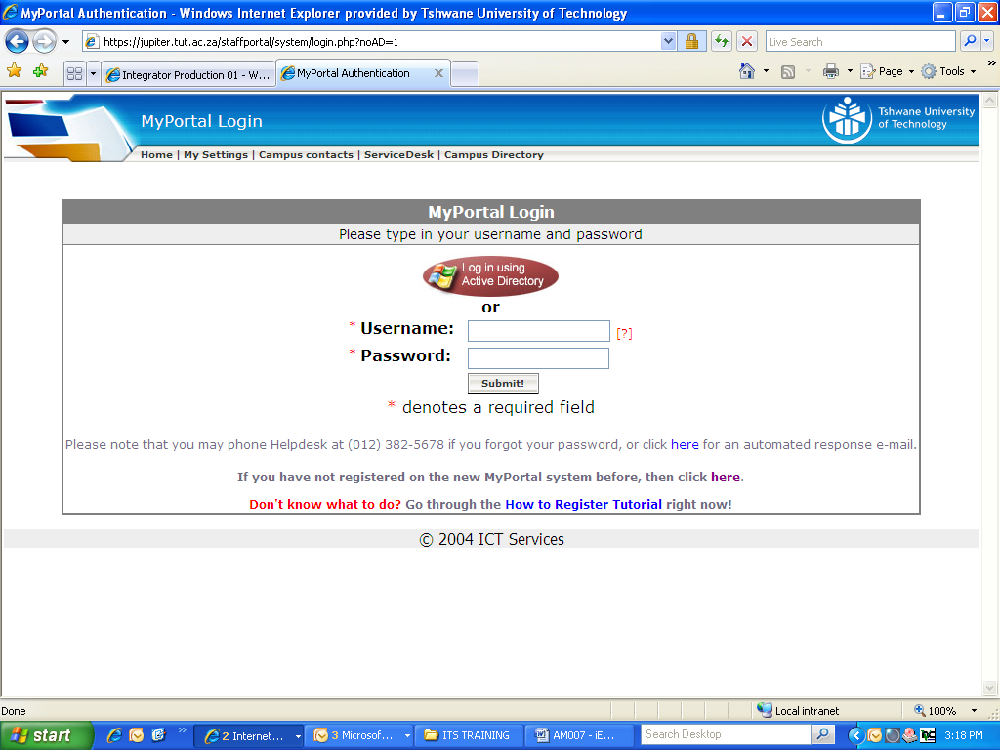 MyPortal Authentication - Windows Internet Explorer provided by Tshwane University of Technology
https://jupiter.tut.ac.za/staffportal/system/login.php?noAD=1
Live Search
Integrator Production 01 - W...
MyPortal Authentication
Page
Tools
MyPortal Login
Tshwane University
of Technology
Home | My Settings | Campus contacts | ServiceDesk | Campus Directory
MyPortal Login
Please type in your username and password
Log in using
Active Directory
or
* Username: [?]
* Password:
Submit!
* denotes a required field
Please note that you may phone Helpdesk at (012) 382-5678 if you forgot your password, or click here for an automated response e-mail.
If you have not registered on the new MyPortal system before, then click here.
Don't know what to do? Go through the How to Register Tutorial right now!
© 2004 ICT Services
Done
Local intranet
100%
start
2 Internet...
3 Microsof...
ITS TRAINING
AM007 - iE...
Search Desktop
3:18 PM